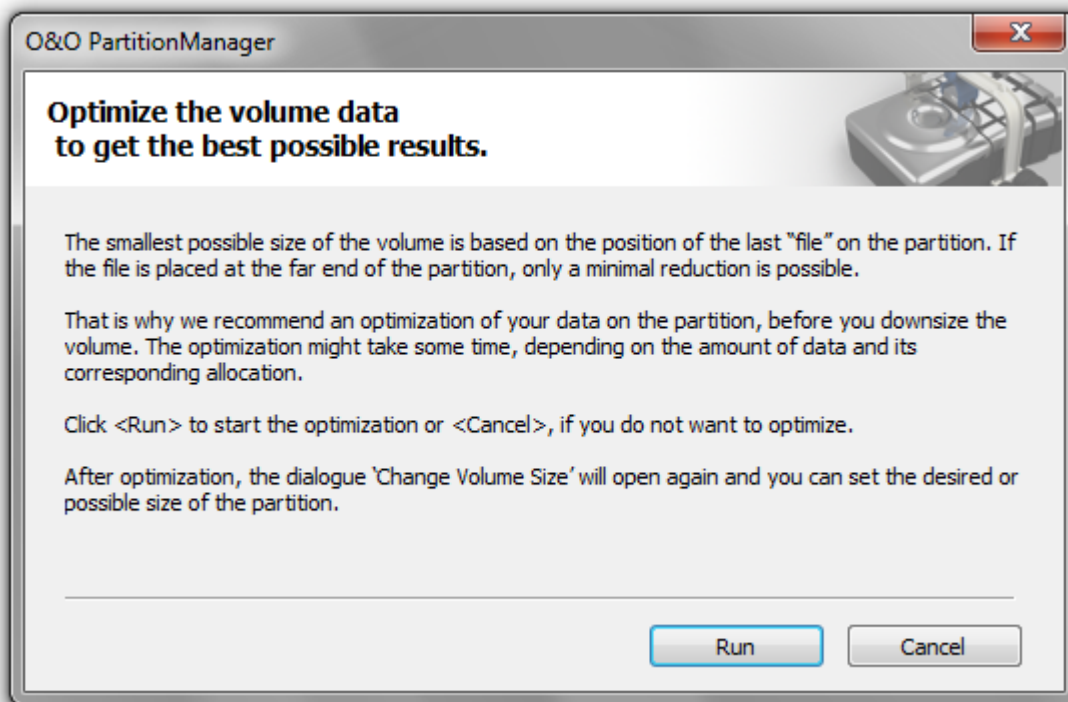 O&O PartitionManager
Optimize the volume data
to get the best possible results.
The smallest possible size of the volume is based on the position of the last “file” on the partition. If
the file is placed at the far end of the partition, only a minimal reduction is possible.
That is why we recommend an optimization of your data on the partition, before you downsize the
volume. The optimization might take some time, depending on the amount of data and its
corresponding allocation.
Click <Run> to start the optimization or <Cancel>, if you do not want to optimize.
After optimization, the dialogue ‘Change Volume Size’ will open again and you can set the desired or
possible size of the partition.
Run
Cancel